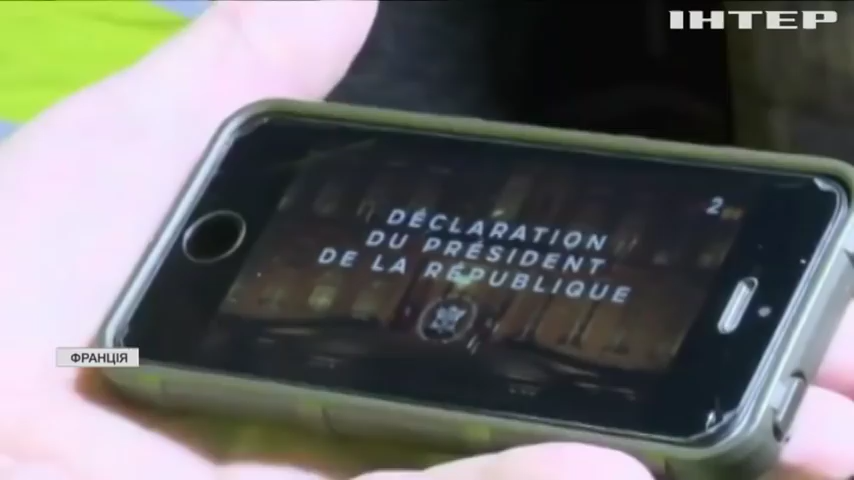 ІНТЕР
2
DÉCLARATION
DU PRÉSIDENT
DE LA RÉPUBLIQUE
ФРАНЦІЯ